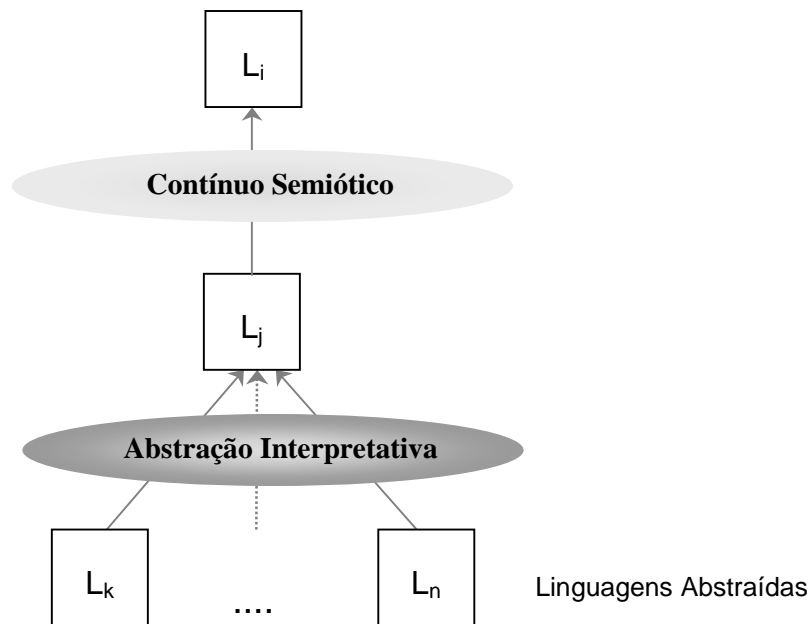 Li
Contínuo Semiótico
Lj
Abstração Interpretativa
Lk .... Ln Linguagens Abstraídas